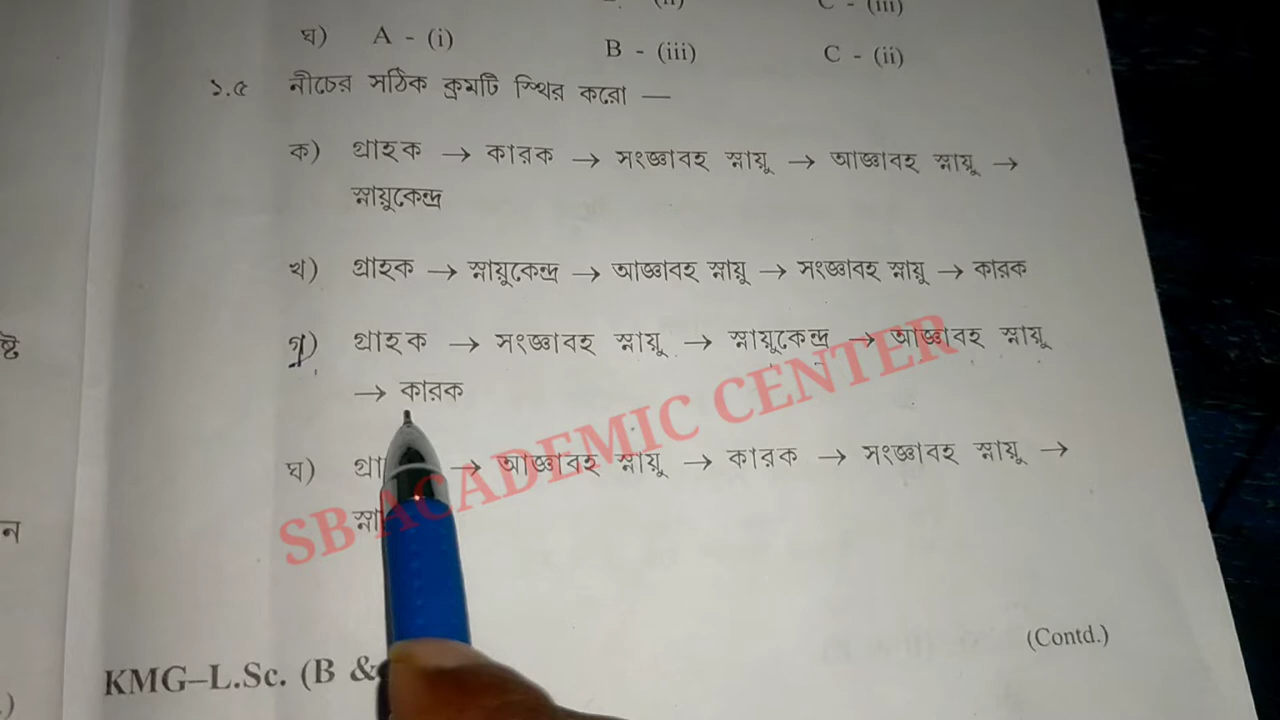 C - (iii)
ঘ) A - (i) B - (iii) C - (ii)
১.৫ নীচের সঠিক ক্রমটি স্থির করো —
ক) গ্রাহক → কারক → সংজ্ঞাবহ স্নায়ু → আজ্ঞাবহ স্নায়ু →
স্নায়ুকেন্দ্র
খ) গ্রাহক → স্নায়ুকেন্দ্র → আজ্ঞাবহ স্নায়ু → সংজ্ঞাবহ স্নায়ু → কারক
গ) গ্রাহক → সংজ্ঞাবহ স্নায়ু → স্নায়ুকেন্দ্র → আজ্ঞাবহ স্নায়ু
→ কারক
ঘ) → আজ্ঞাবহ স্নায়ু → কারক → সংজ্ঞাবহ স্নায়ু →
SB ACADEMIC CENTER
(Contd.)
KMG–L.Sc. (B &